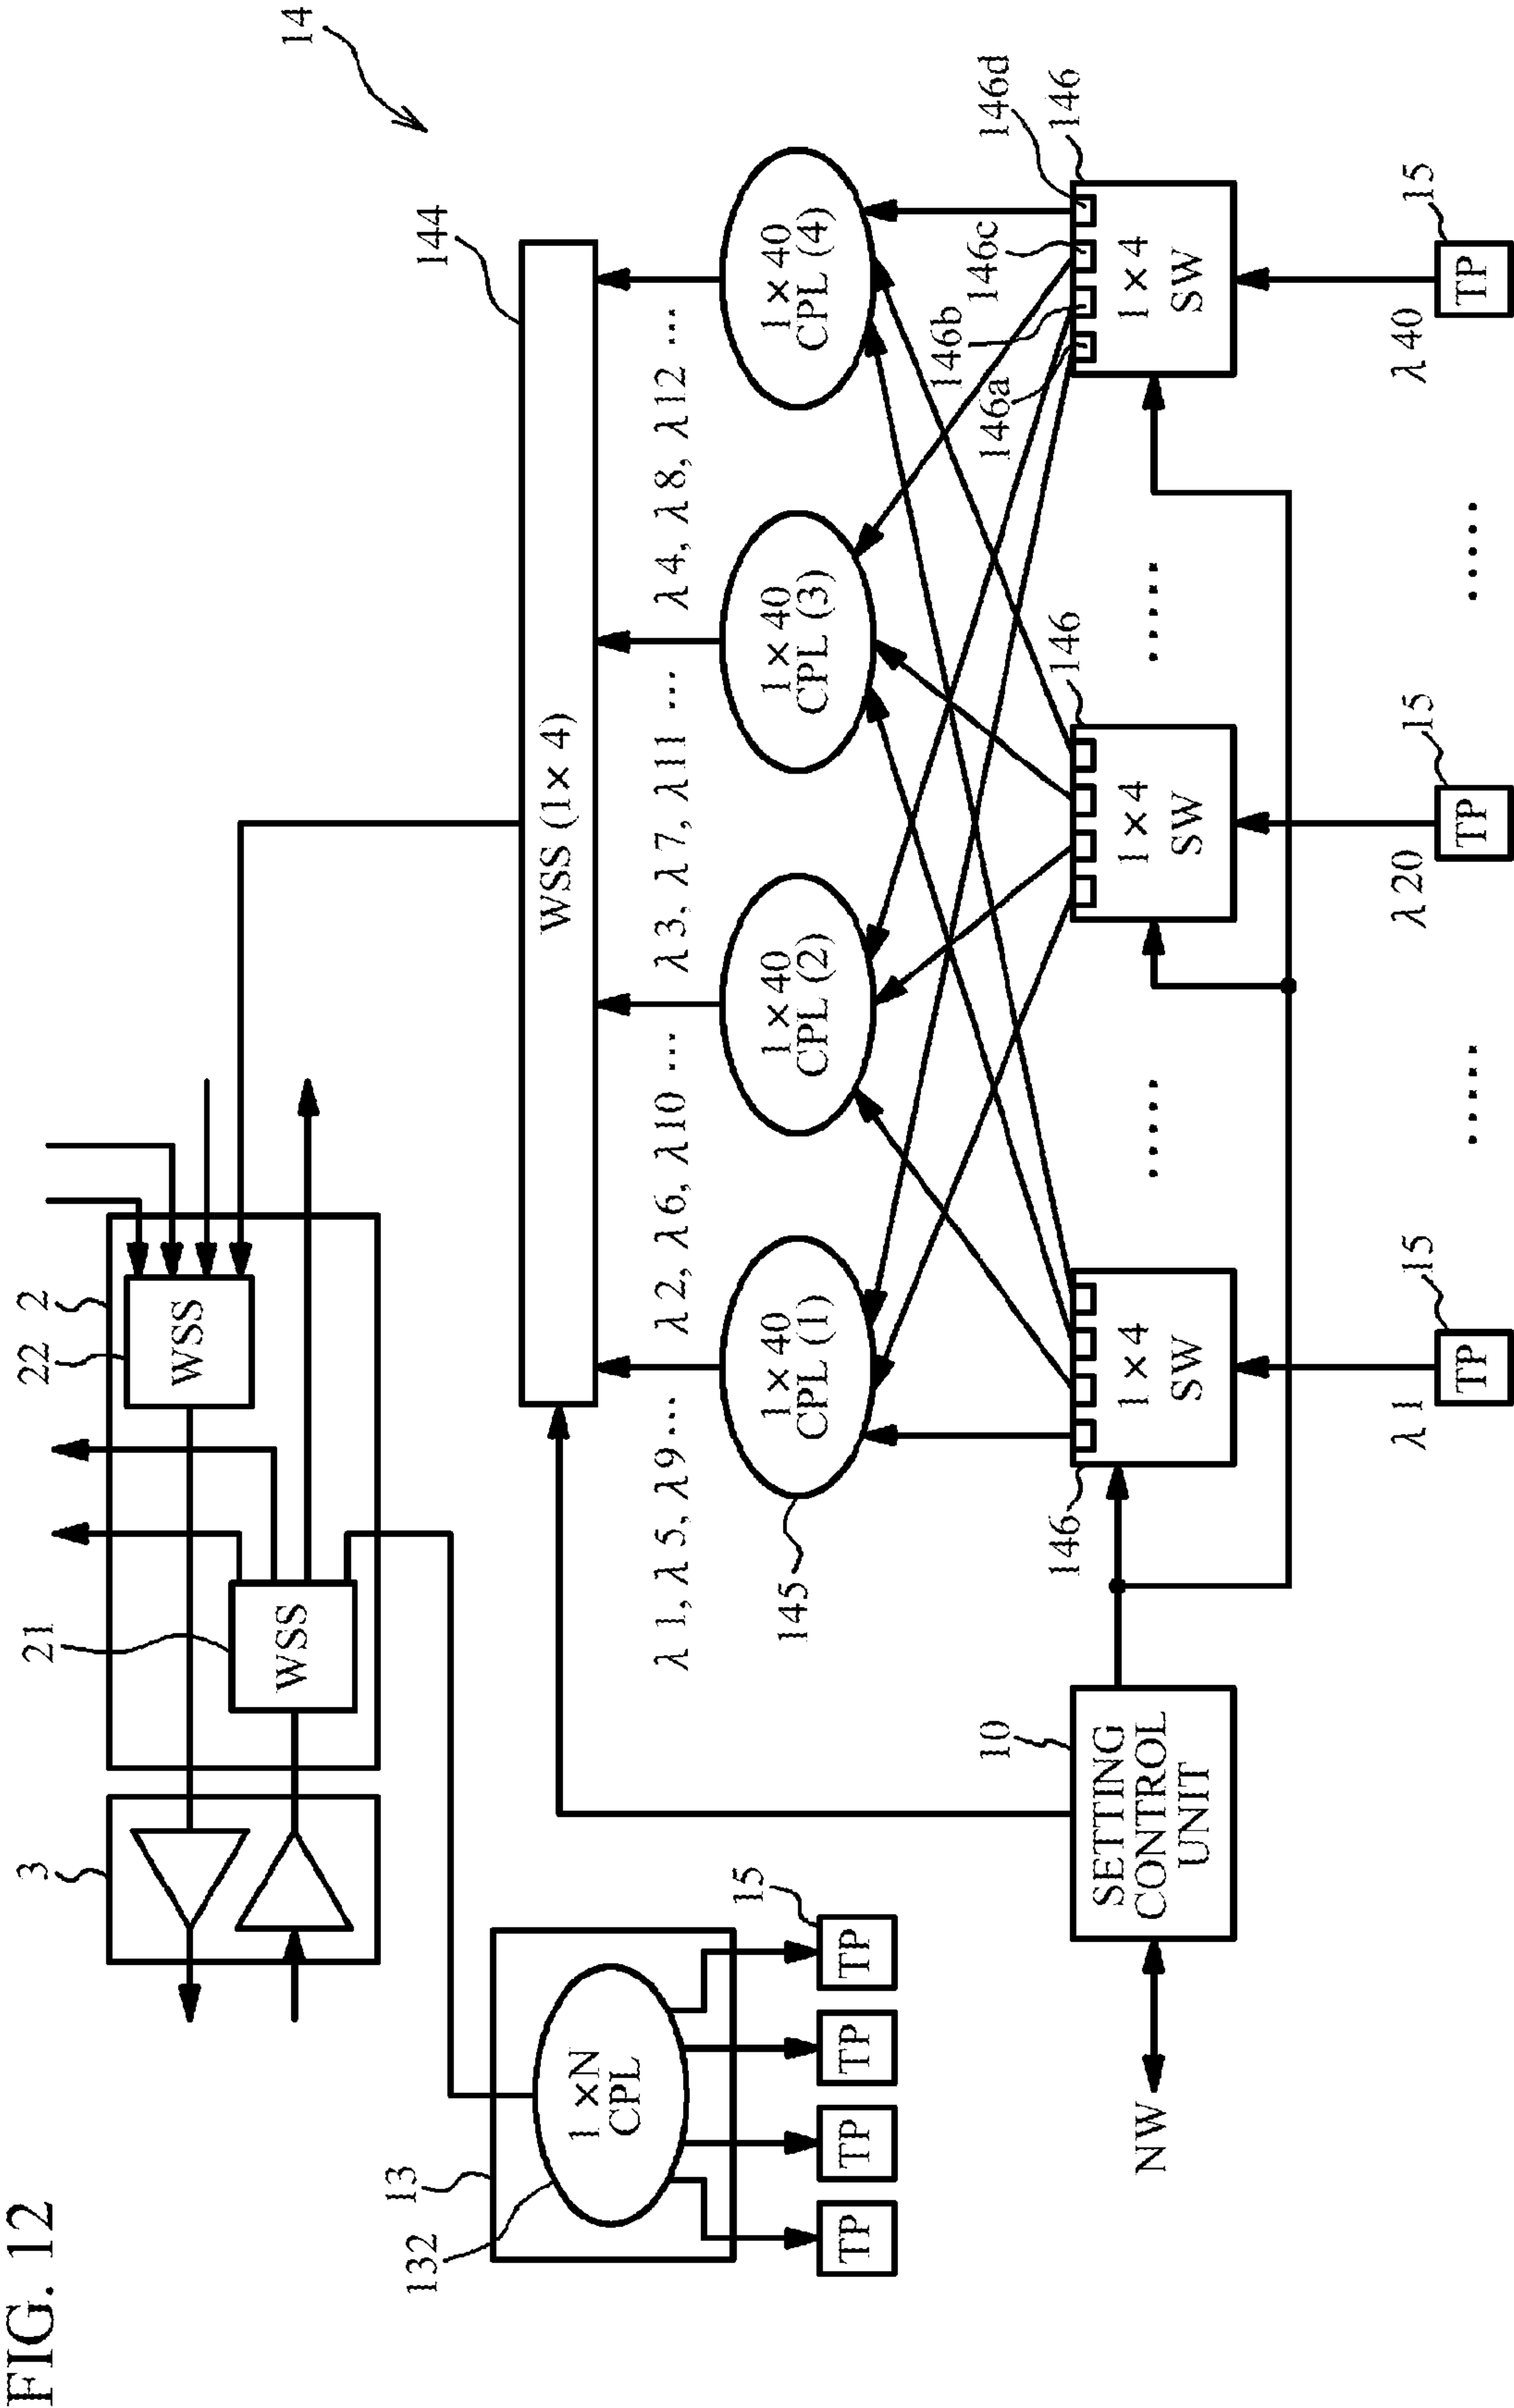 FIG. 12
14
3
21
22
2
WSS
WSS
144
WSS (1×4)
13
132
1×N
CPL
TP
TP
TP
TP
15
λ1, λ5, λ9...
λ2, λ6, λ10 ...
λ3, λ7, λ11 ...
λ4, λ8, λ12 ...
145
1×40
CPL (1)
1×40
CPL (2)
1×40
CPL (3)
1×40
CPL (4)
146a
146b
146c
146d
NW
10
SETTING
CONTROL
UNIT
146
1×4
SW
......
146
1×4
SW
......
146
1×4
SW
λ1
TP
15
.....
λ20
TP
15
.....
λ40
TP
15